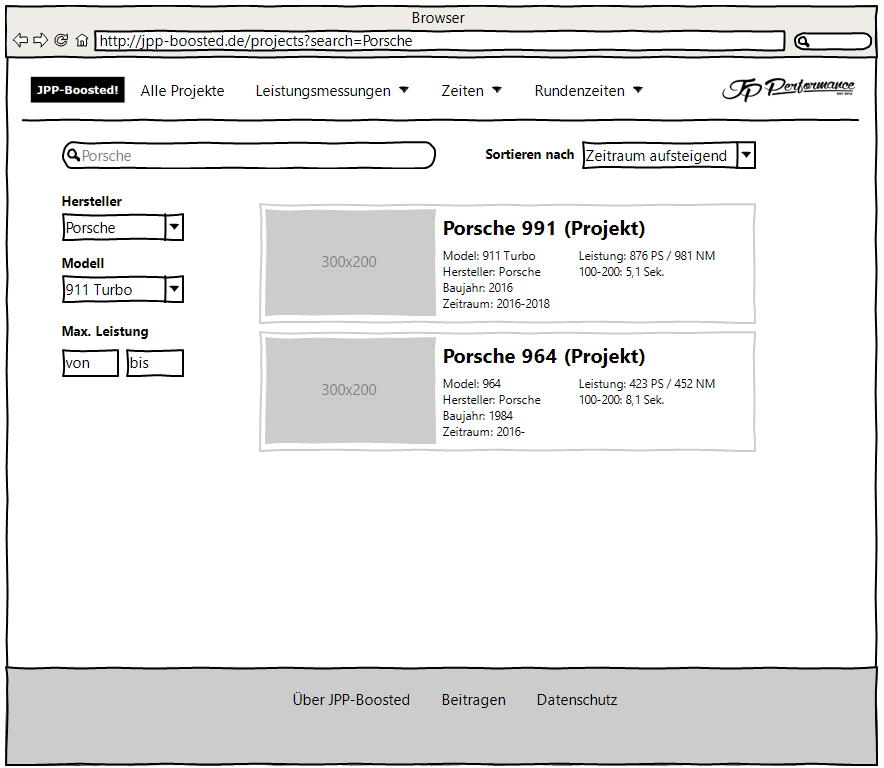 Browser
http://jpp-boosted.de/projects?search=Porsche
JPP-Boosted! Alle Projekte Leistungsmessungen Zeiten Rundenzeiten JP Performance
Porsche
Sortieren nach Zeitraum aufsteigend
Hersteller
Porsche
Modell
911 Turbo
Max. Leistung
von bis
300x200
Porsche 991 (Projekt)
Model: 911 Turbo Leistung: 876 PS / 981 NM
Hersteller: Porsche 100-200: 5,1 Sek.
Baujahr: 2016
Zeitraum: 2016-2018
300x200
Porsche 964 (Projekt)
Model: 964 Leistung: 423 PS / 452 NM
Hersteller: Porsche 100-200: 8,1 Sek.
Baujahr: 1984
Zeitraum: 2016-
Über JPP-Boosted Beitragen Datenschutz